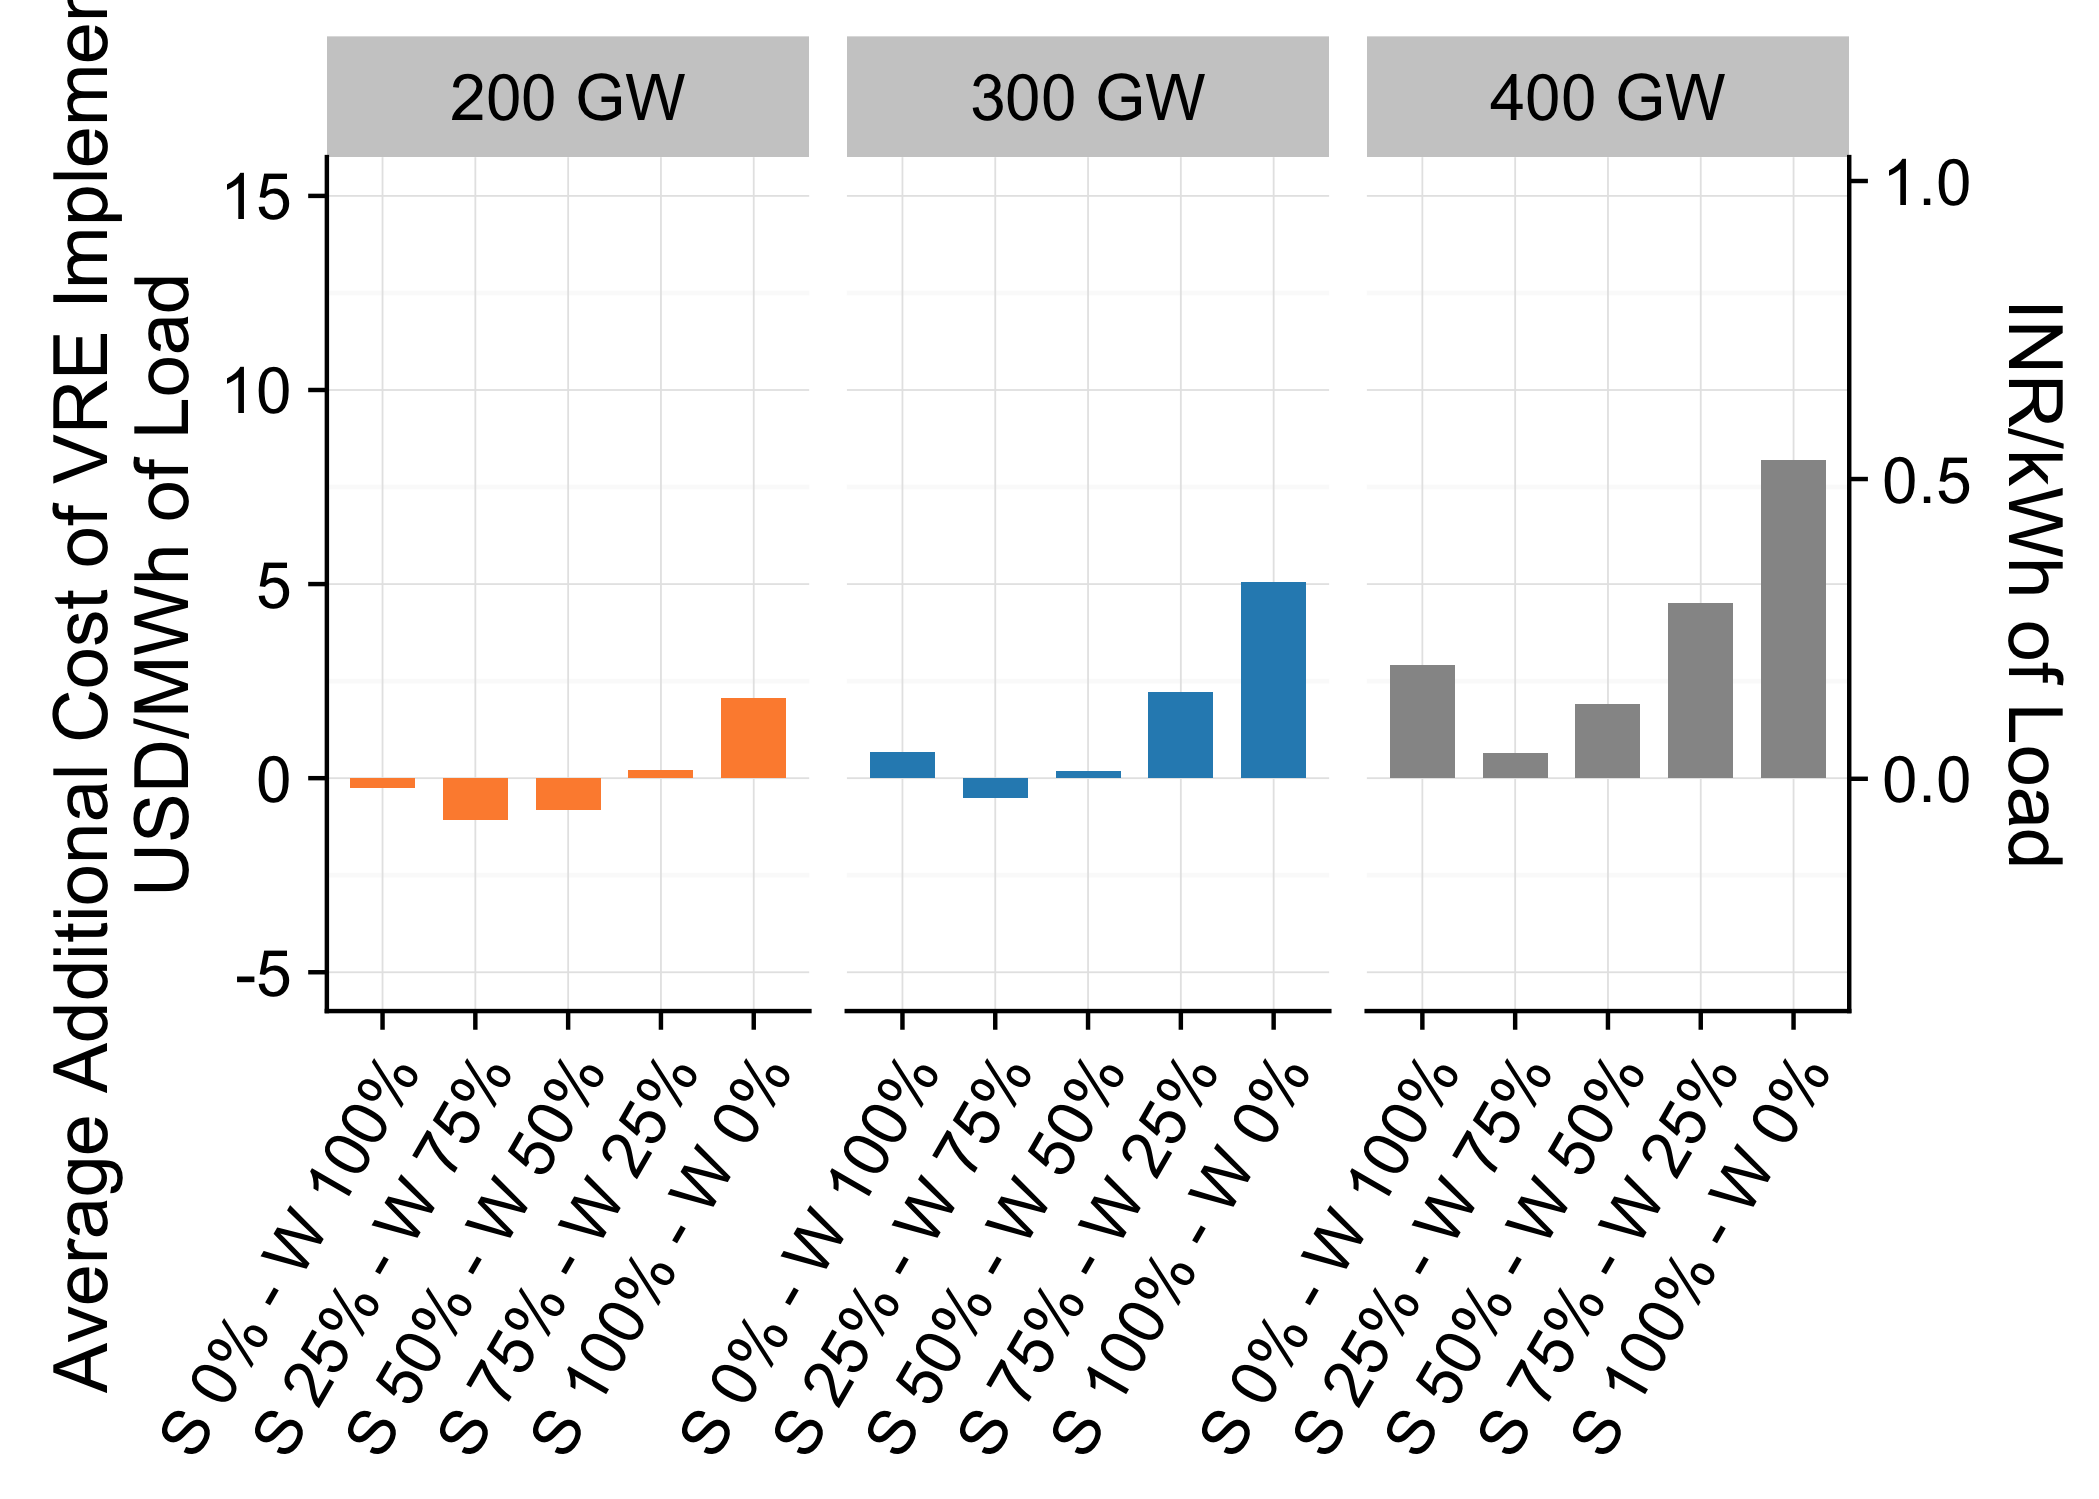 Average Additional Cost of VRE
USD/MWh of Load
200 GW
300 GW
400 GW
15
10
5
0
-5
1.0
0.5
0.0
INR/kWh of Load
S 0% - W 100%
S 25% - W 75%
S 50% - W 50%
S 75% - W 25%
S 100% - W 0%
S 0% - W 100%
S 25% - W 75%
S 50% - W 50%
S 75% - W 25%
S 100% - W 0%
S 0% - W 100%
S 25% - W 75%
S 50% - W 50%
S 75% - W 25%
S 100% - W 0%